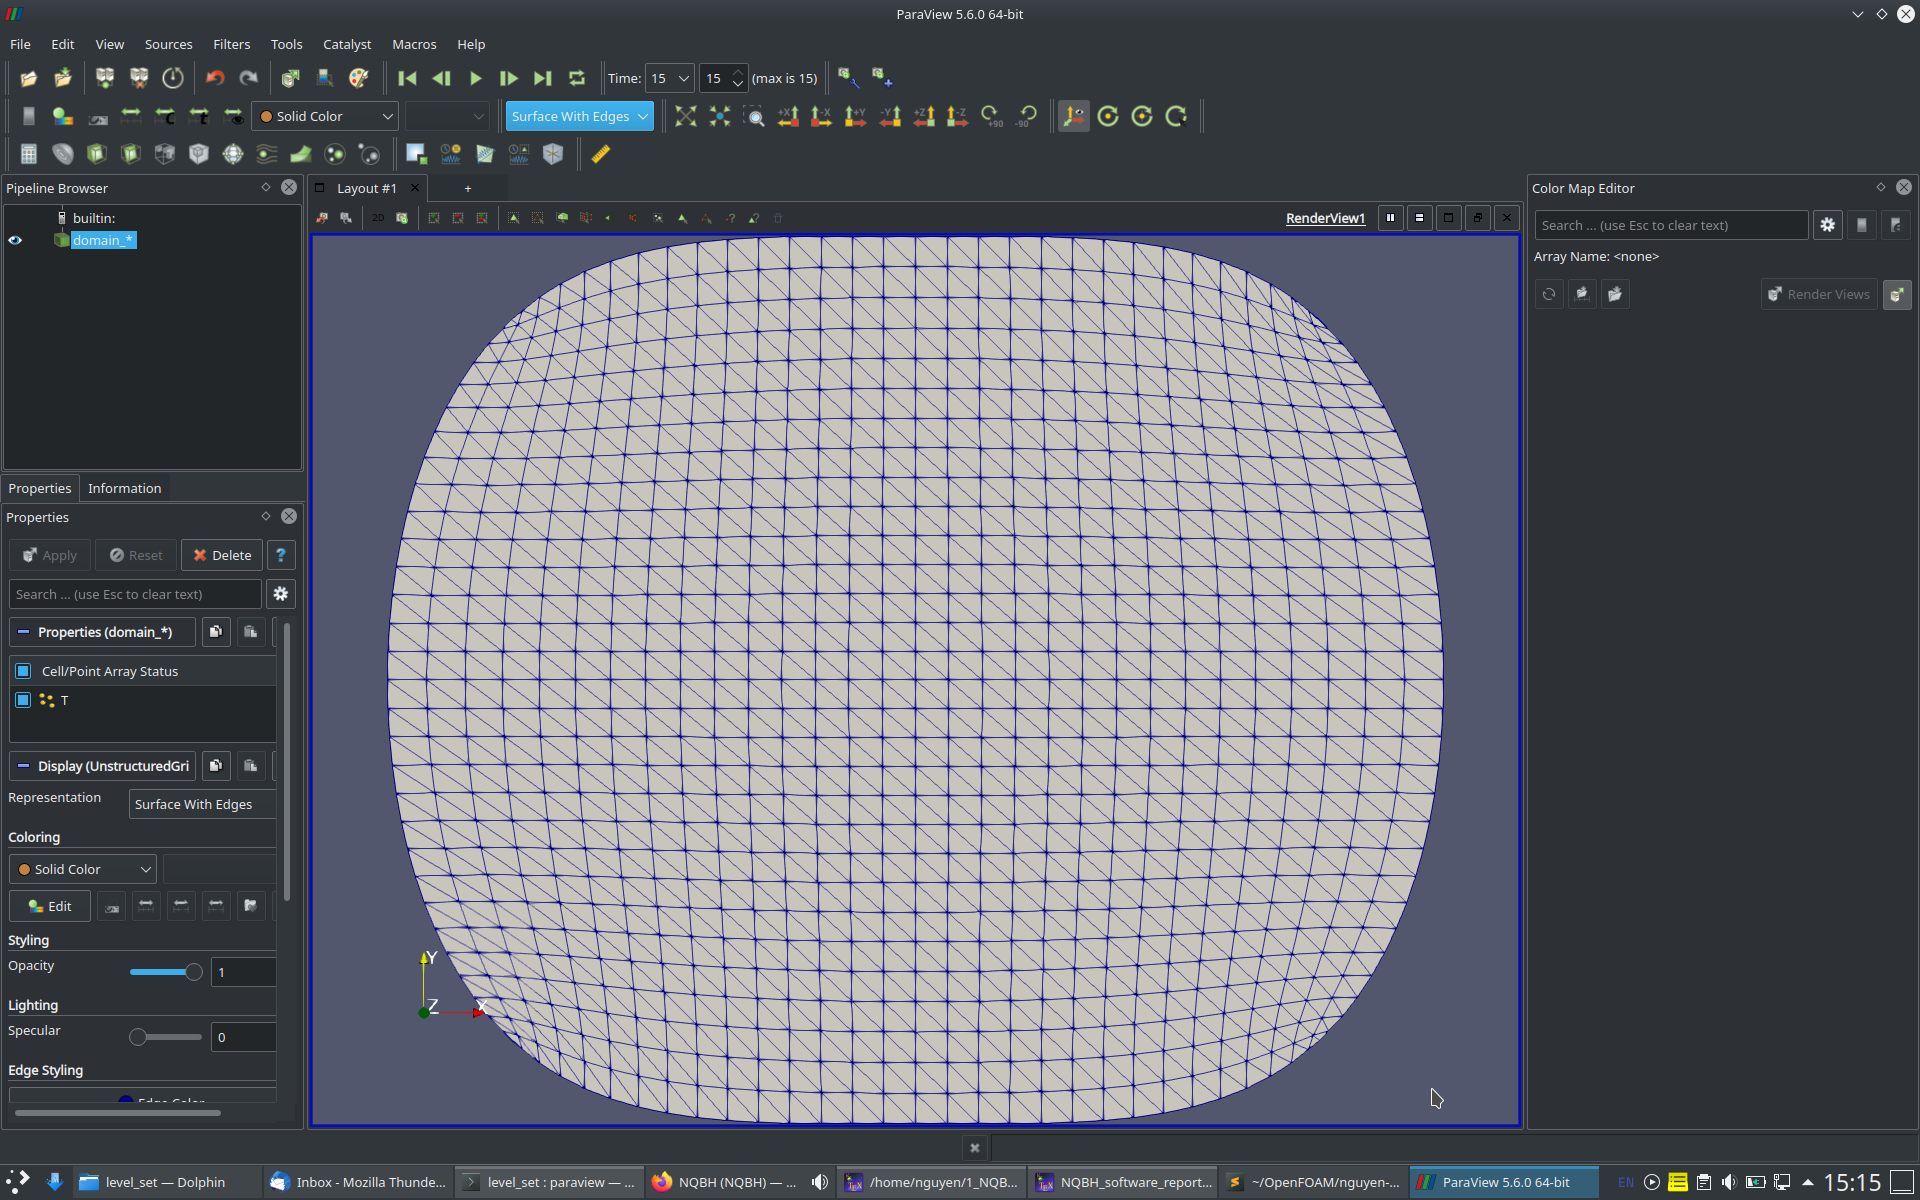 ParaView 5.6.0 64-bit
File Edit View Sources Filters Tools Catalyst Macros Help
Time: 15 15 (max is 15)
Solid Color Surface With Edges +X -X +Y -Y +Z -Z +90 -90
Pipeline Browser
Layout #1 +
Color Map Editor
builtin:
2D
RenderView1
Search ... (use Esc to clear text)
domain_*
Array Name: <none>
Render Views
Properties Information
Properties
Apply Reset Delete ?
Search ... (use Esc to clear text)
Properties (domain_*)
Cell/Point Array Status
T
Display (UnstructuredGri
Representation Surface With Edges
Coloring
Solid Color
Edit
Styling
Opacity 1
Lighting
Specular 0
Edge Styling
Edge Color
Y
Z X
level_set — Dolphin Inbox - Mozilla Thunde... level_set : paraview — ... NQBH (NQBH) — ... /home/nguyen/1_NQB... NQBH_software_report... ~/OpenFOAM/nguyen-... ParaView 5.6.0 64-bit EN 15:15